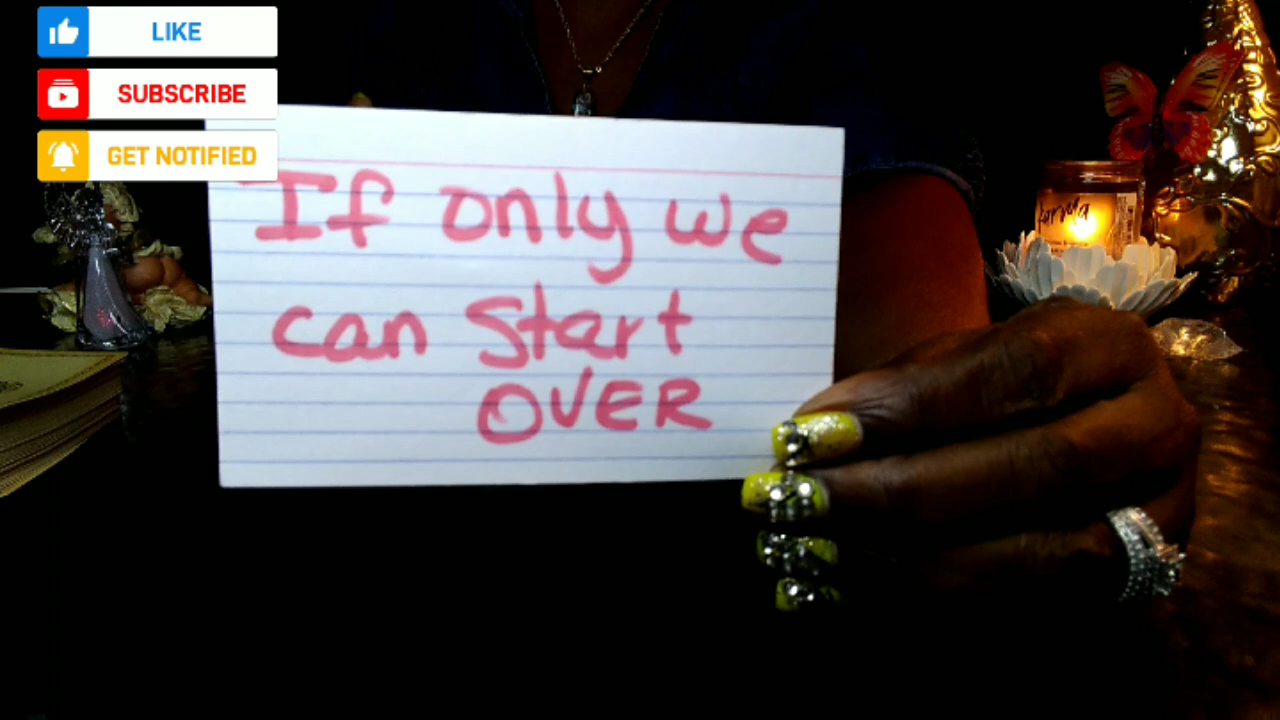 LIKE
SUBSCRIBE
GET NOTIFIED
If only we
can start
OVER